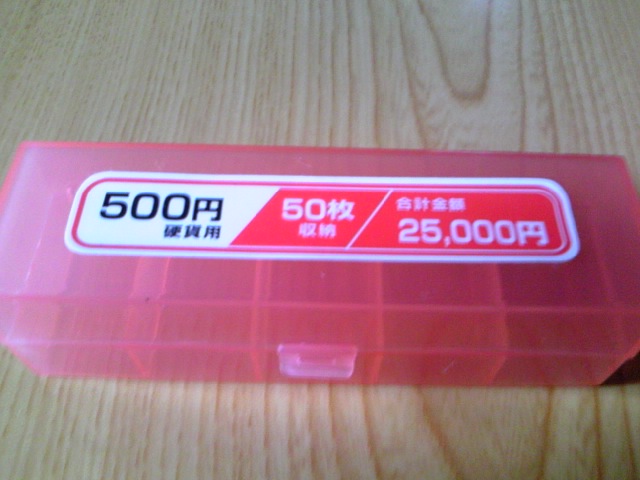 500円
硬貨用
50枚
収納
合計金額
25,000円